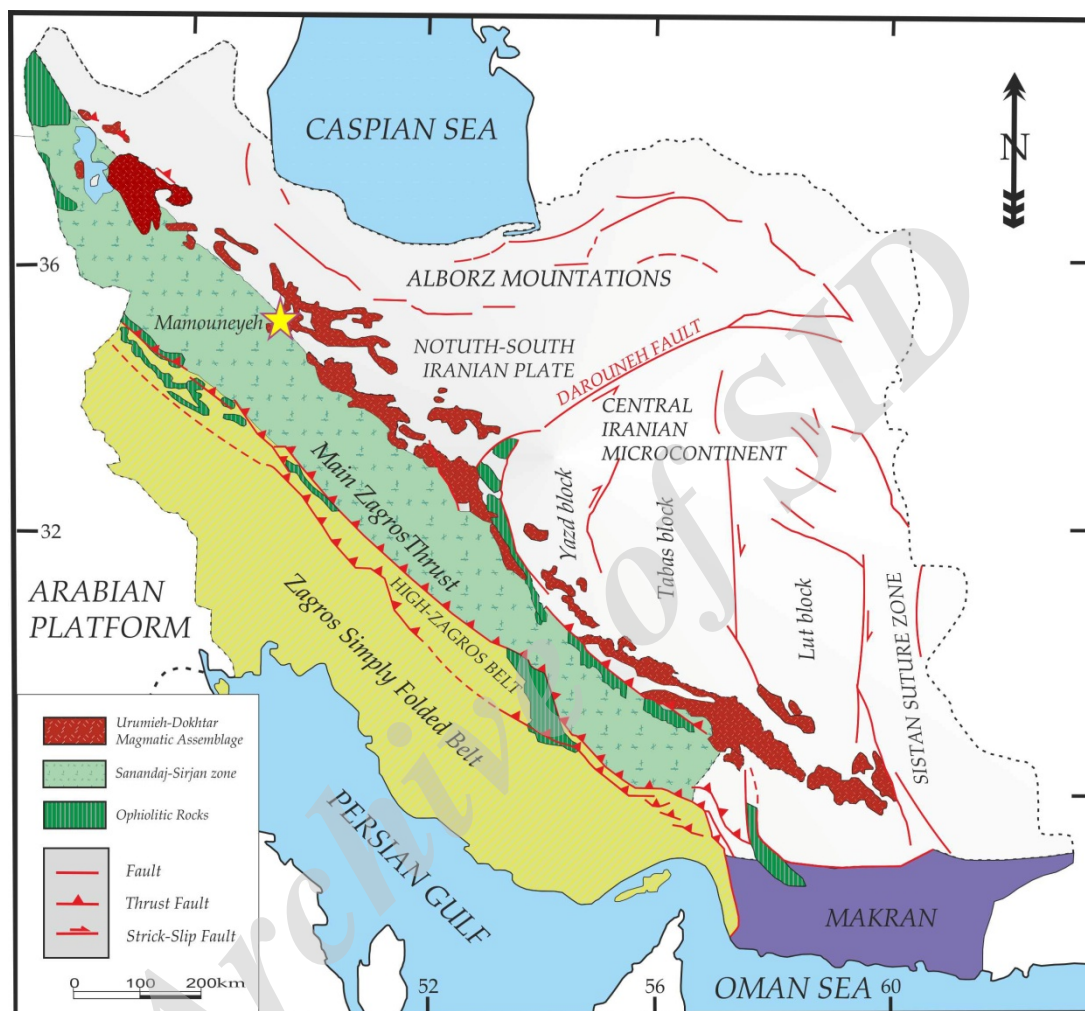 CASPIAN SEA
N
36
ALBORZ MOUNTATIONS
Mamouneyeh
NOTUTH-SOUTH
IRANIAN PLATE
DAROUNEH FAULT
CENTRAL
IRANIAN
MICROCONTINENT
Main Zagros Thrust
Yazd block
Tabas block
32
Lut block
ARABIAN
PLATFORM
Zagros Simply Folded Belt
HIGH-ZAGROS BELT
SISTAN SUTURE ZONE
Urumieh-Dokhtar
Magmatic Assemblage
Sanandaj-Sirjan zone
Ophiolitic Rocks
Fault
Thrust Fault
Strick-Slip Fault
0 100 200km
PERSIAN GULF
MAKRAN
OMAN SEA
52 56 60
Archive of SID